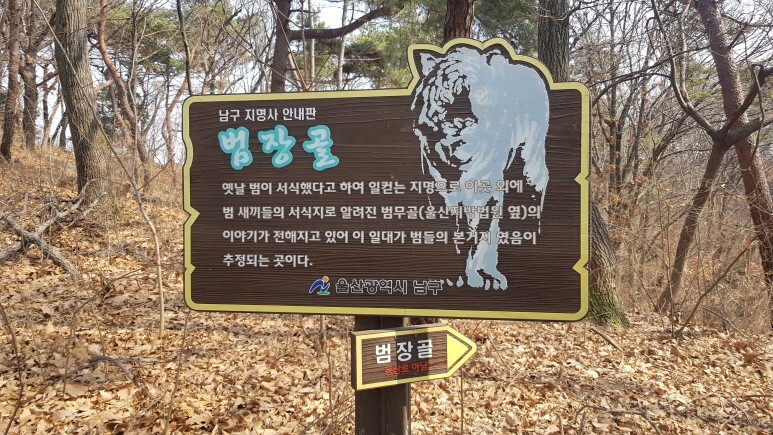 남구 지명사 안내판
범장골
옛날 범이 서식했다고 하여 일컫는 지명으로 이곳 외에
범 새끼들의 서식지로 알려진 범무골(울산지방법원 옆)의
이야기가 전해지고 있어 이 일대가 범들의 본거지 였음이
추정되는 곳이다.
울산광역시 남구
범장골
등산로 아님